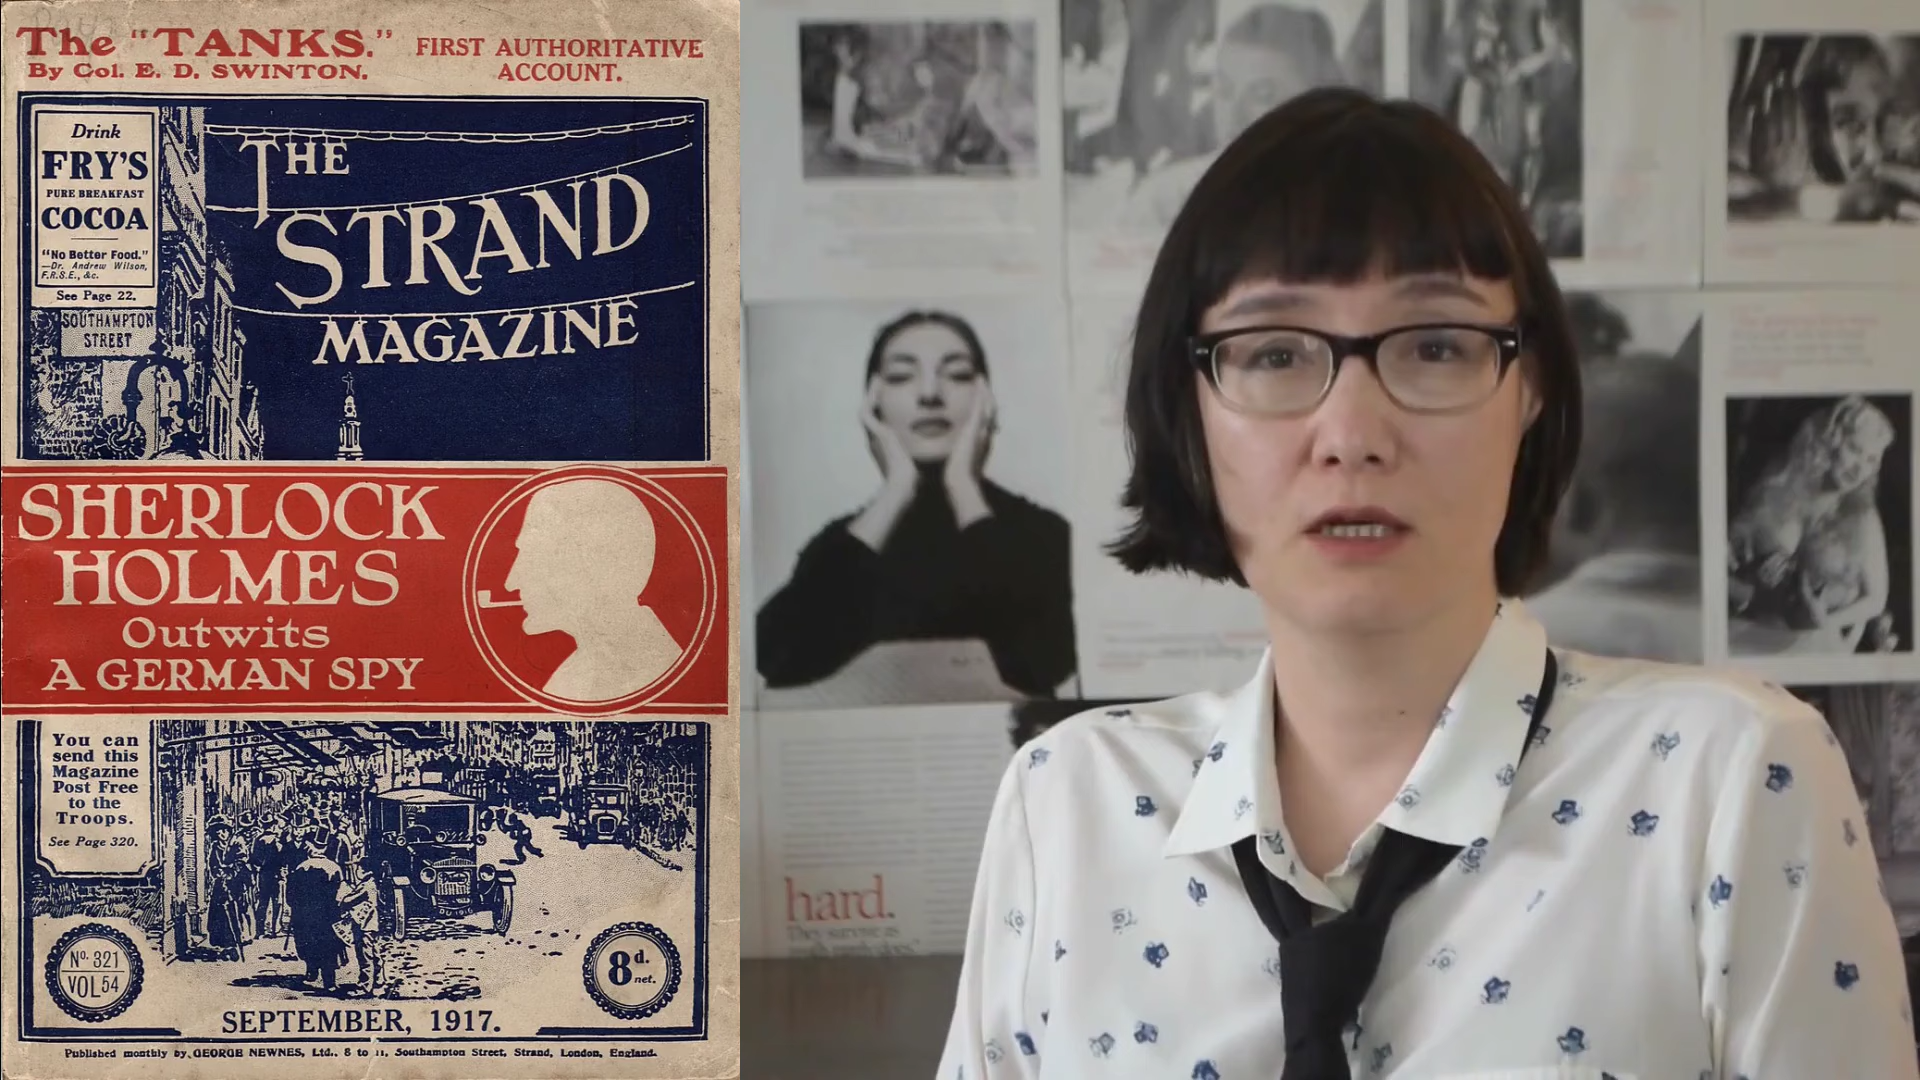 The "TANKS."
By Col. E. D. SWINTON.
FIRST AUTHORITATIVE
ACCOUNT.
Drink
FRY'S
PURE BREAKFAST
COCOA
"No Better Food."
—Dr. Andrew Wilson,
F.R.S.E., &c.
See Page 22.
SOUTHAMPTON
STREET
THE
STRAND
MAGAZINE
SHERLOCK
HOLMES
Outwits
A GERMAN SPY
You can
send this
Magazine
Post Free
to the
Troops.
See Page 320.
No. 321
VOL 54
8d.
net.
SEPTEMBER, 1917.
Published monthly by GEORGE NEWNES, Ltd., 8 to 11, Southampton Street, Strand, London, England.
hard.
They survive as